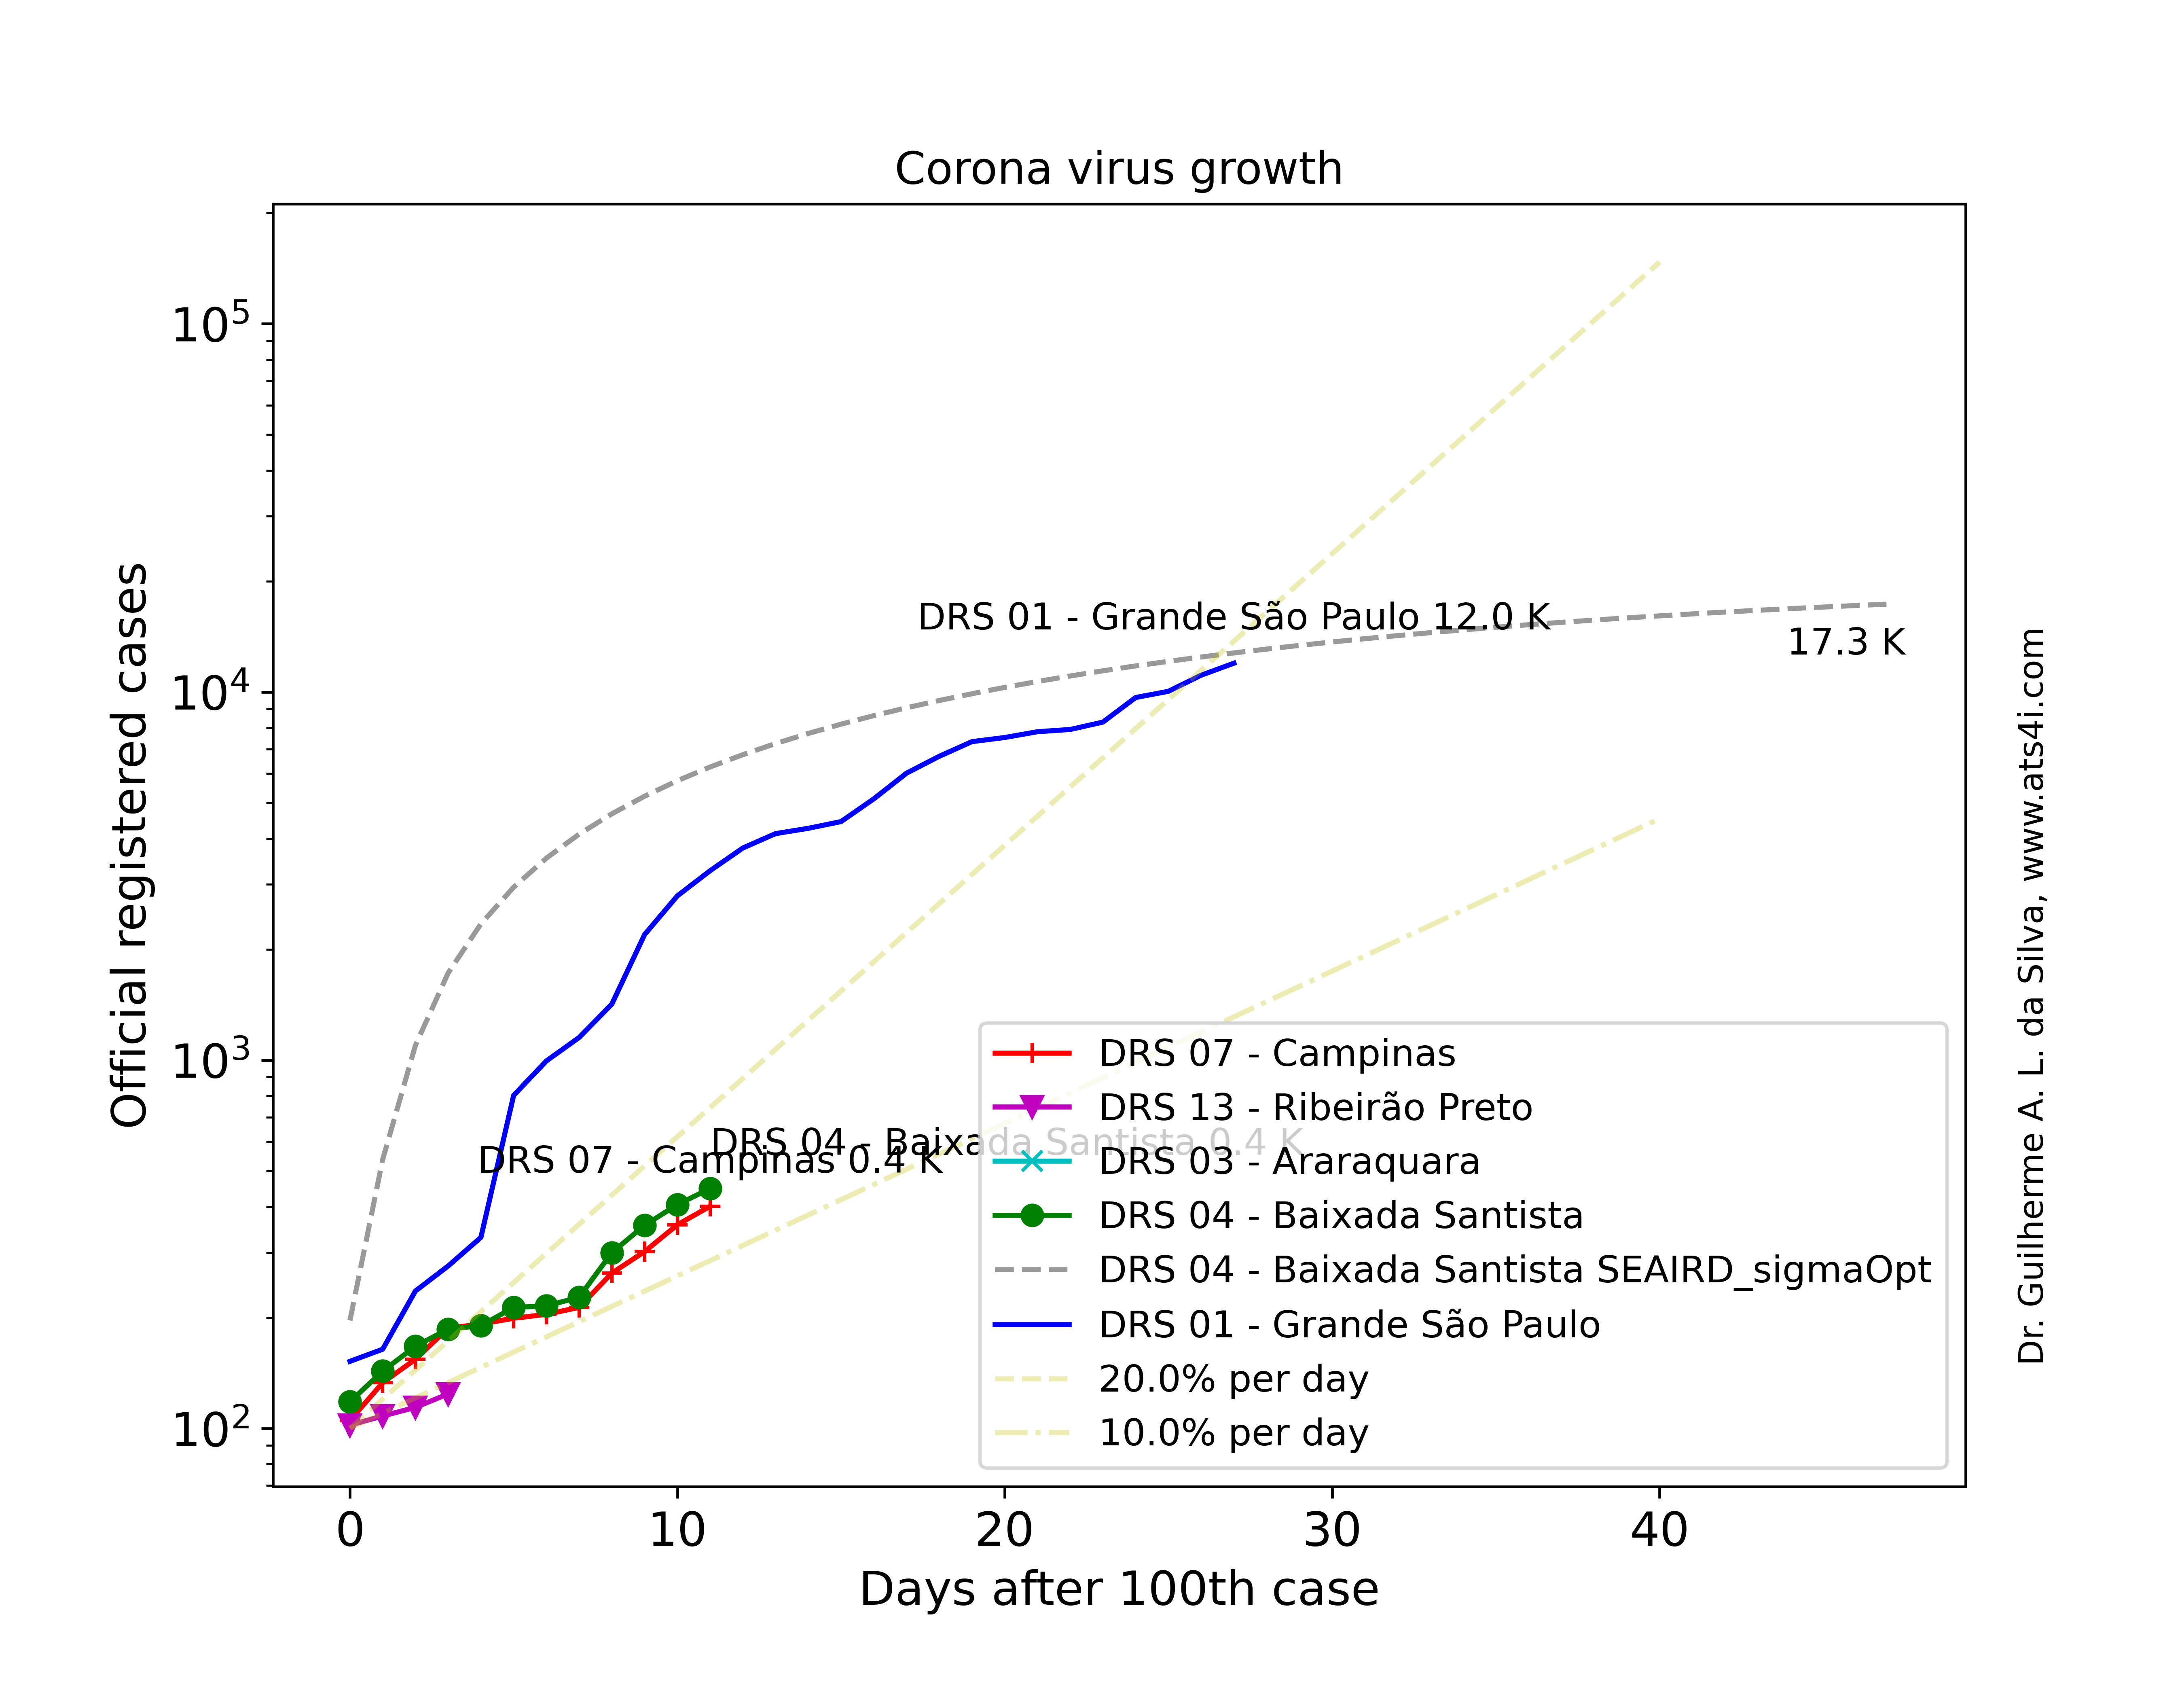 Corona virus growth
Official registered cases
10^5
10^4
10^3
10^2
DRS 01 - Grande São Paulo 12.0 K
17.3 K
DRS 04 - Baixada Santista 0.4 K
DRS 07 - Campinas 0.4 K
DRS 07 - Campinas
DRS 13 - Ribeirão Preto
DRS 03 - Araraquara
DRS 04 - Baixada Santista
DRS 04 - Baixada Santista SEAIRD_sigmaOpt
DRS 01 - Grande São Paulo
20.0% per day
10.0% per day
0 10 20 30 40
Days after 100th case
Dr. Guilherme A. L. da Silva, www.ats4i.com